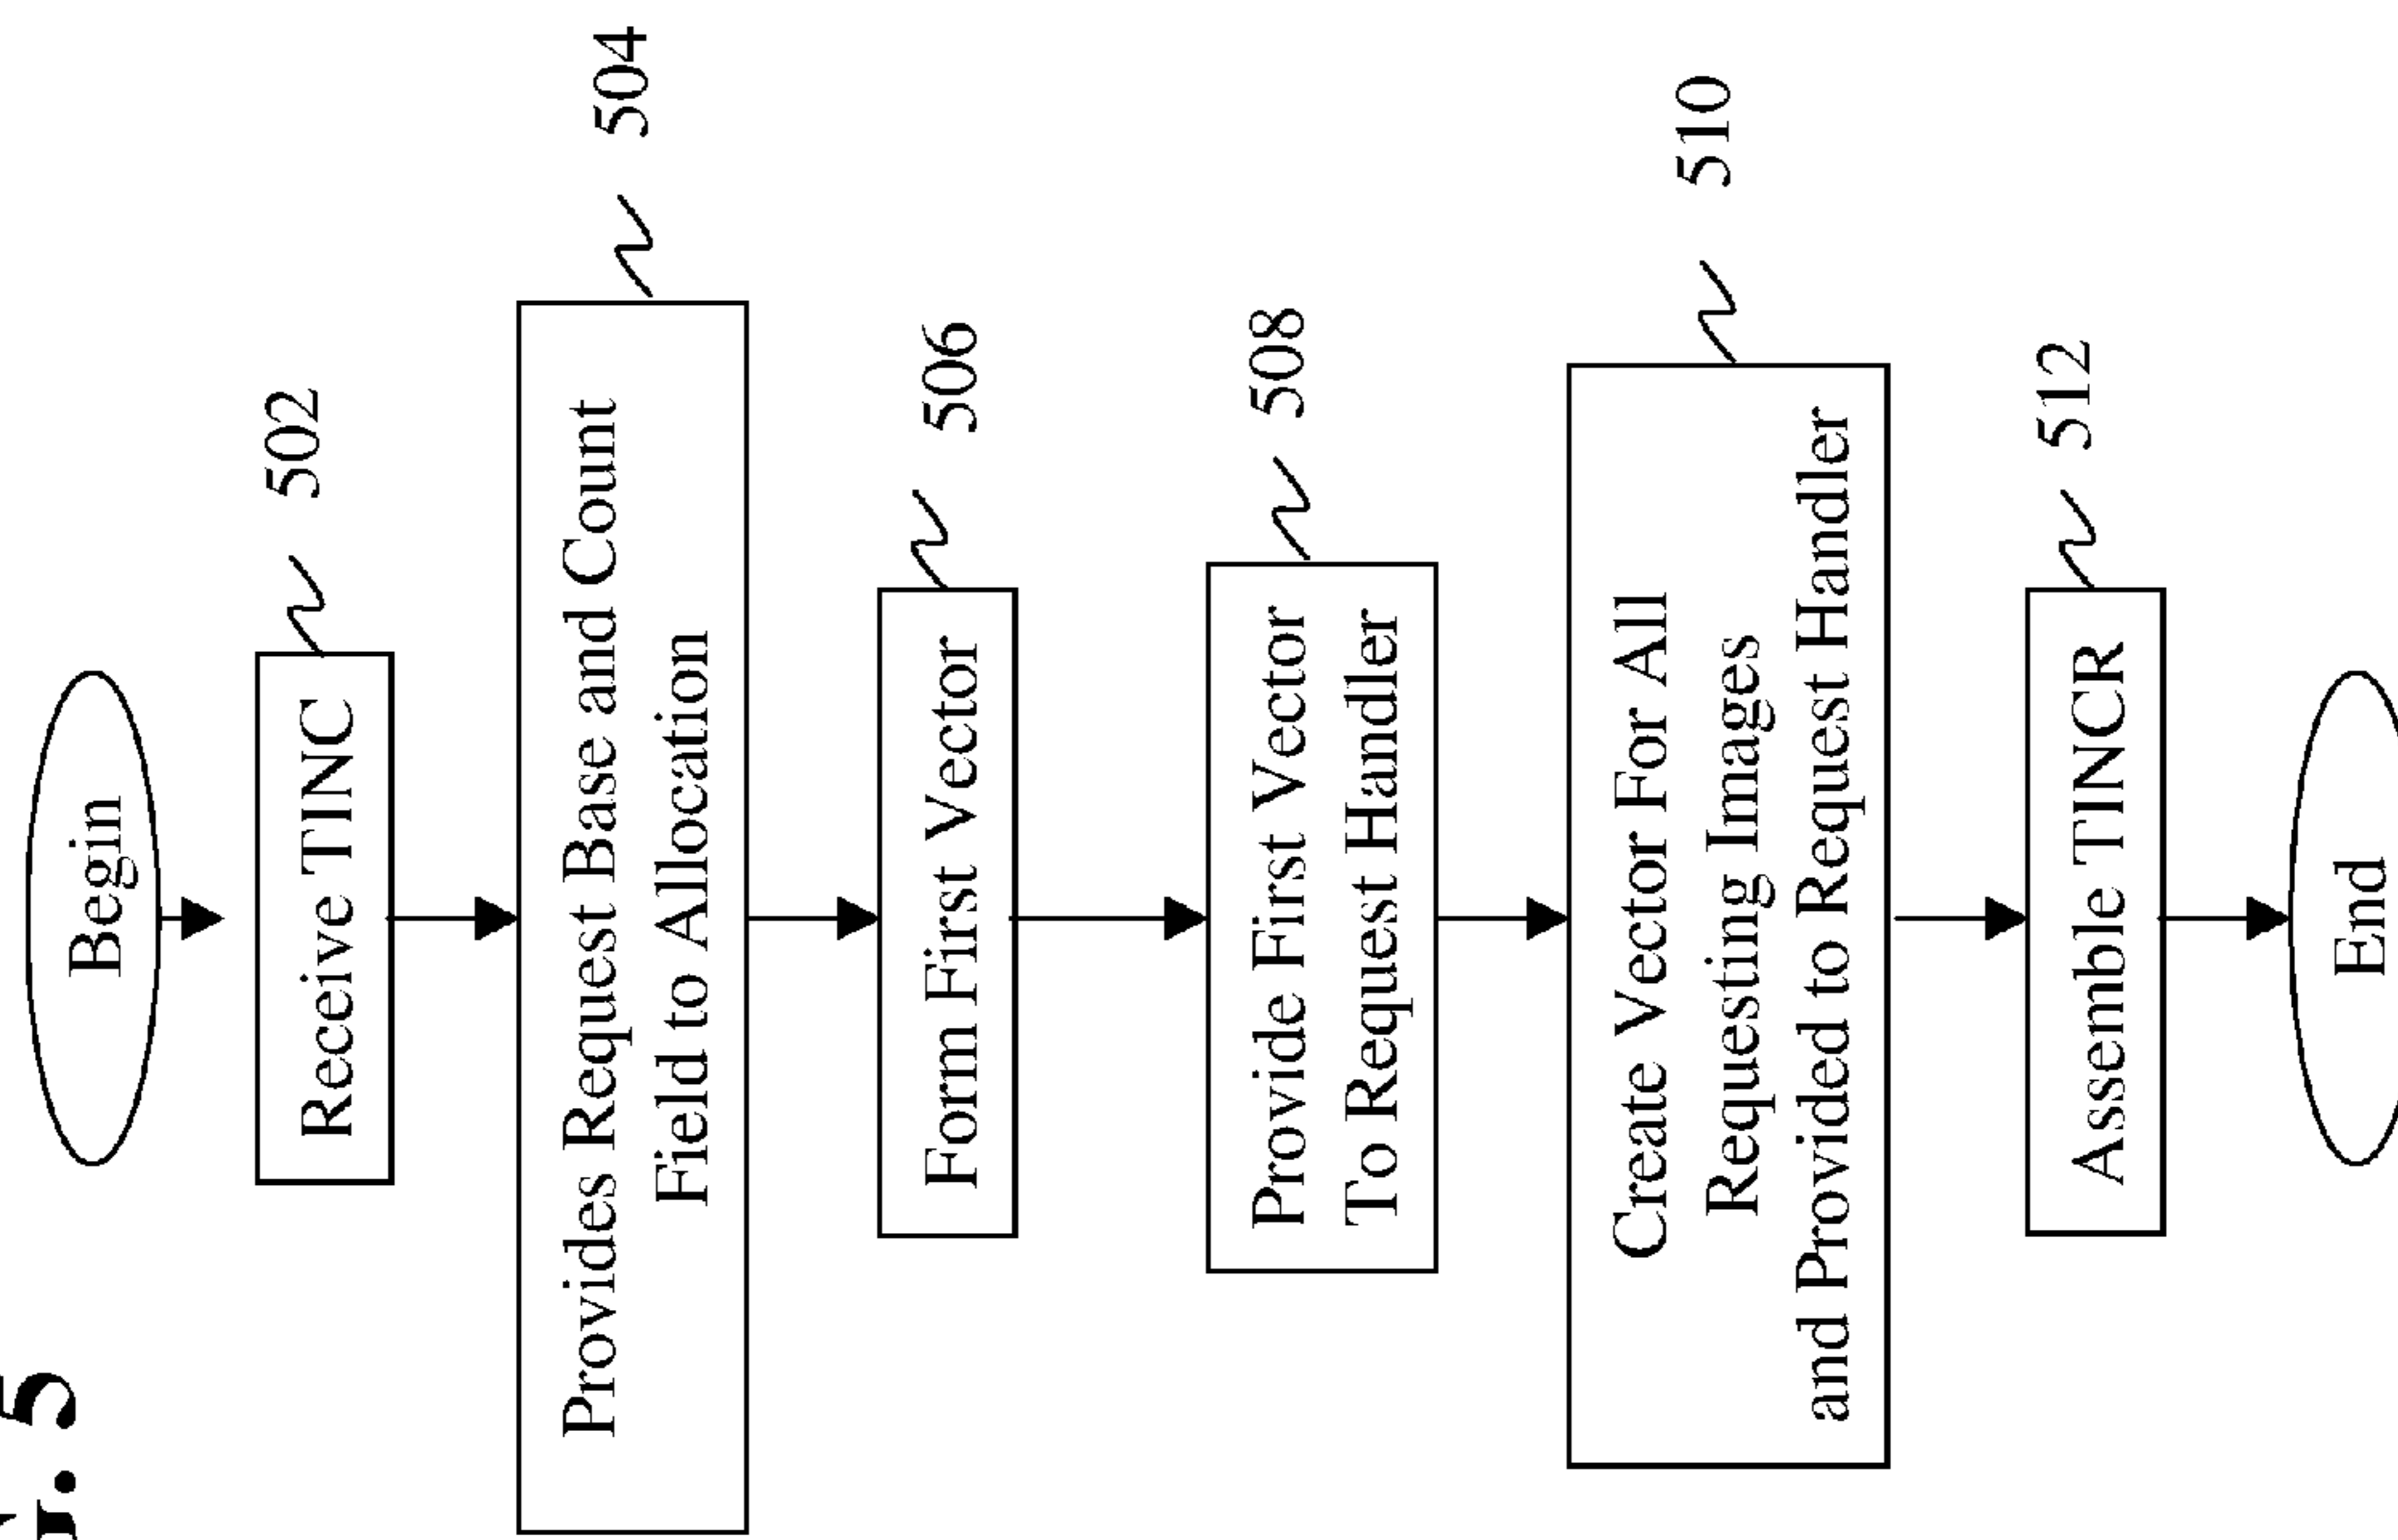 G. 5
Begin
Receive TINC
502
Provides Request Base and Count
Field to Allocation
504
Form First Vector
506
Provide First Vector
To Request Handler
508
Create Vector For All
Requesting Images
and Provided to Request Handler
510
Assemble TINCR
512
End